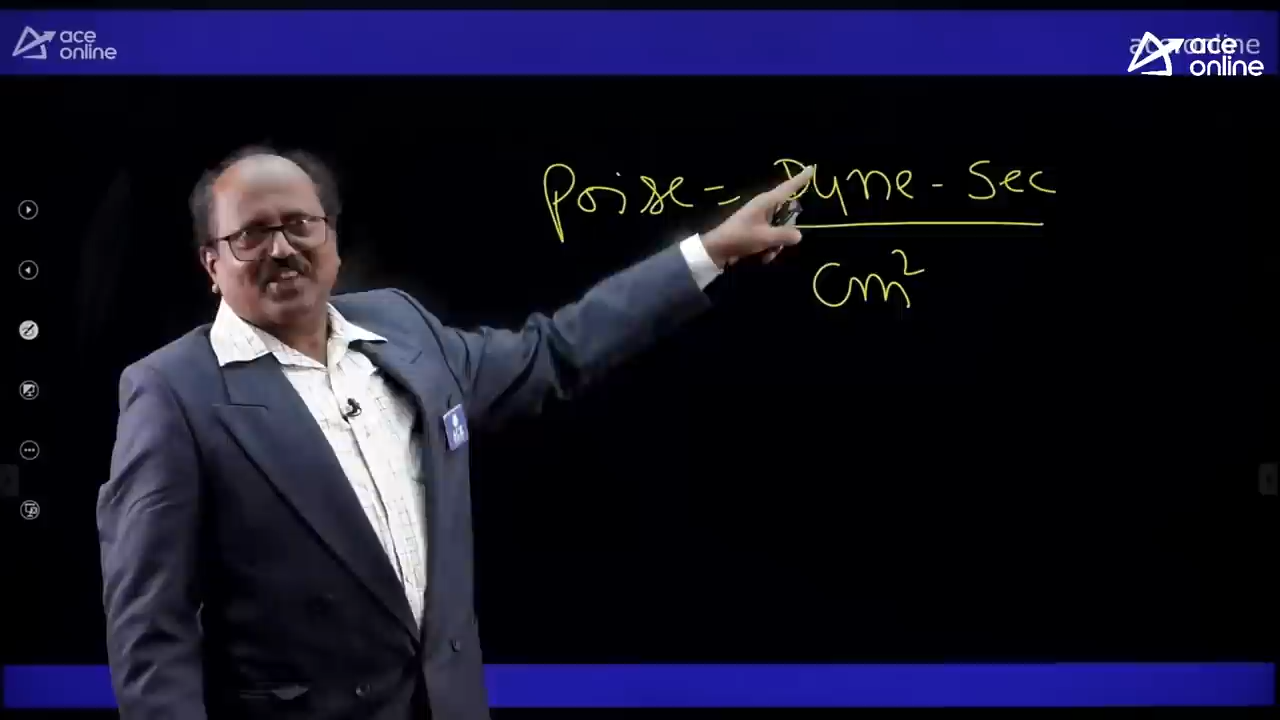 ace
online
ace
online
Poise = Dyne - Sec
cm²